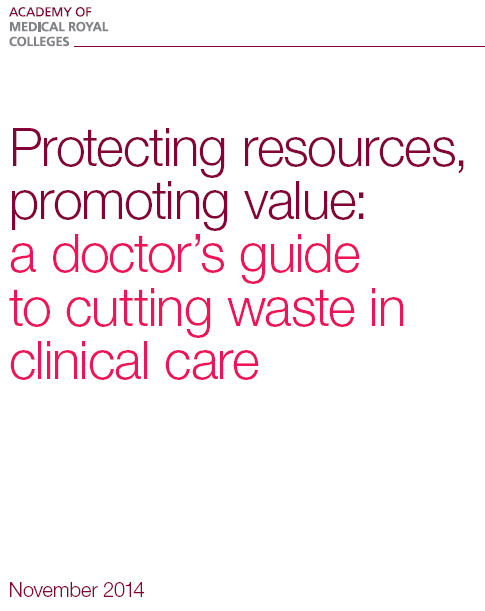 ACADEMY OF
MEDICAL ROYAL
COLLEGES
Protecting resources,
promoting value:
a doctor’s guide
to cutting waste in
clinical care
November 2014